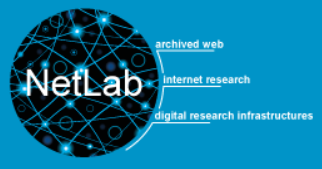 archived web
NetLab
internet research
digital research infrastructures